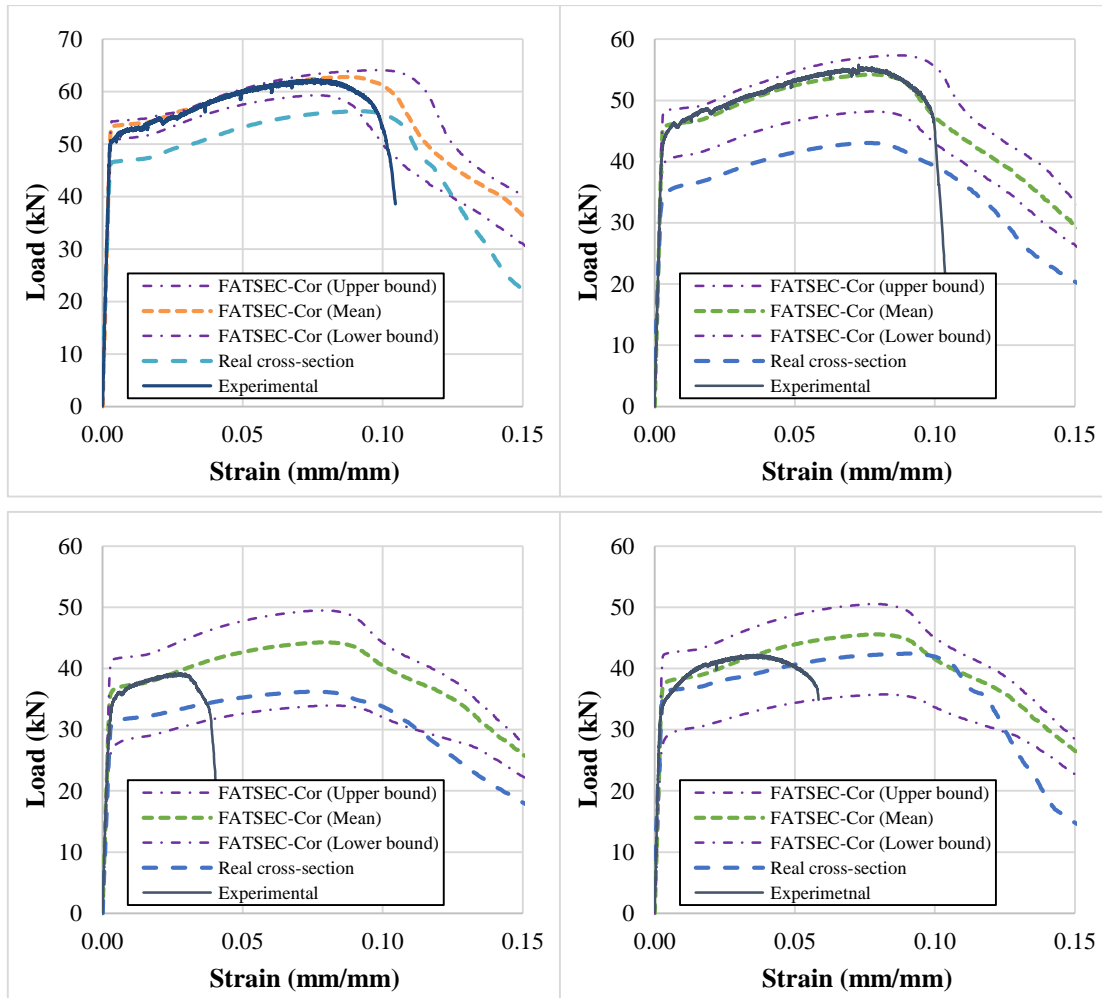 70
60
50
40
30
20
10
0
Load (kN)
FATSEC-Cor (Upper bound)
FATSEC-Cor (Mean)
FATSEC-Cor (Lower bound)
Real cross-section
Experimental
0.00 0.05 0.10 0.15
Strain (mm/mm)
60
50
40
30
20
10
0
Load (kN)
FATSEC-Cor (upper bound)
FATSEC-Cor (Mean)
FATSEC-Cor (Lower bound)
Real cross-section
Experimental
0.00 0.05 0.10 0.15
Strain (mm/mm)
60
50
40
30
20
10
0
Load (kN)
FATSEC-Cor (Upper bound)
FATSEC-Cor (Mean)
FATSEC-Cor (Lower bound)
Real cross-section
Experimental
0.00 0.05 0.10 0.15
Strain (mm/mm)
60
50
40
30
20
10
0
Load (kN)
FATSEC-Cor (Upper bound)
FATSEC-Cor (Mean)
FATSEC-Cor (Lower bound)
Real cross-section
Experimetnal
0.00 0.05 0.10 0.15
Strain (mm/mm)